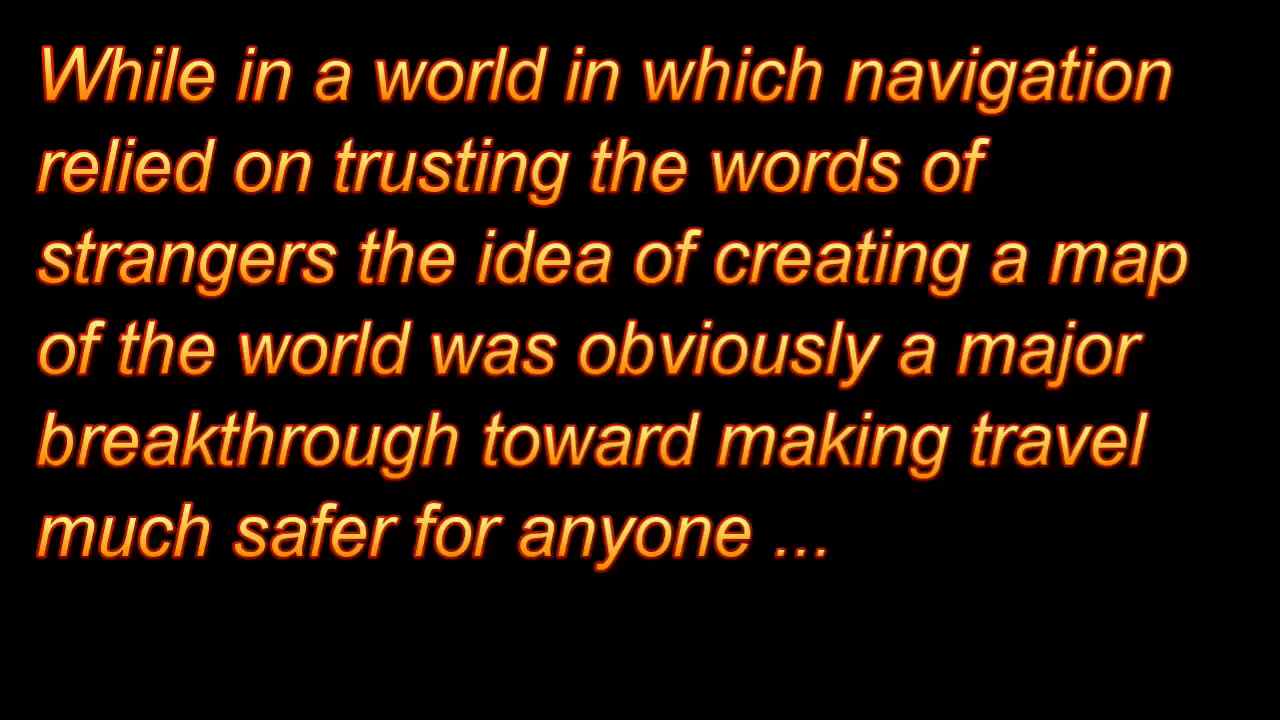 While in a world in which navigation
relied on trusting the words of
strangers the idea of creating a map
of the world was obviously a major
breakthrough toward making travel
much safer for anyone ...